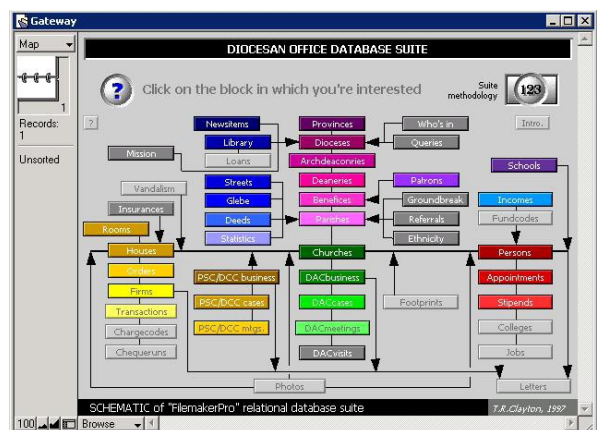 Gateway
Map
1
Records:
1
Unsorted
DIOCESAN OFFICE DATABASE SUITE
?
Click on the block in which you're interested
Suite
methodology
123
?
Intro.
Newsitems
Provinces
Who's in
Library
Dioceses
Queries
Mission
Loans
Archdeaconries
Schools
Vandalism
Streets
Deaneries
Patrons
Insurances
Glebe
Benefices
Groundbreak
Incomes
Rooms
Deeds
Parishes
Referrals
Fundcodes
Statistics
Ethnicity
Houses
Churches
Persons
Orders
PSC/DCC business
DACbusiness
Appointments
Firms
PSC/DCC cases
DACcases
Footprints
Stipends
Transactions
PSC/DCC mtgs.
DACmeetings
Colleges
Chargecodes
DACvisits
Jobs
Chequeruns
Photos
Letters
SCHEMATIC of "FilemakerPro" relational database suite
T.R.Clayton, 1997
100
Browse